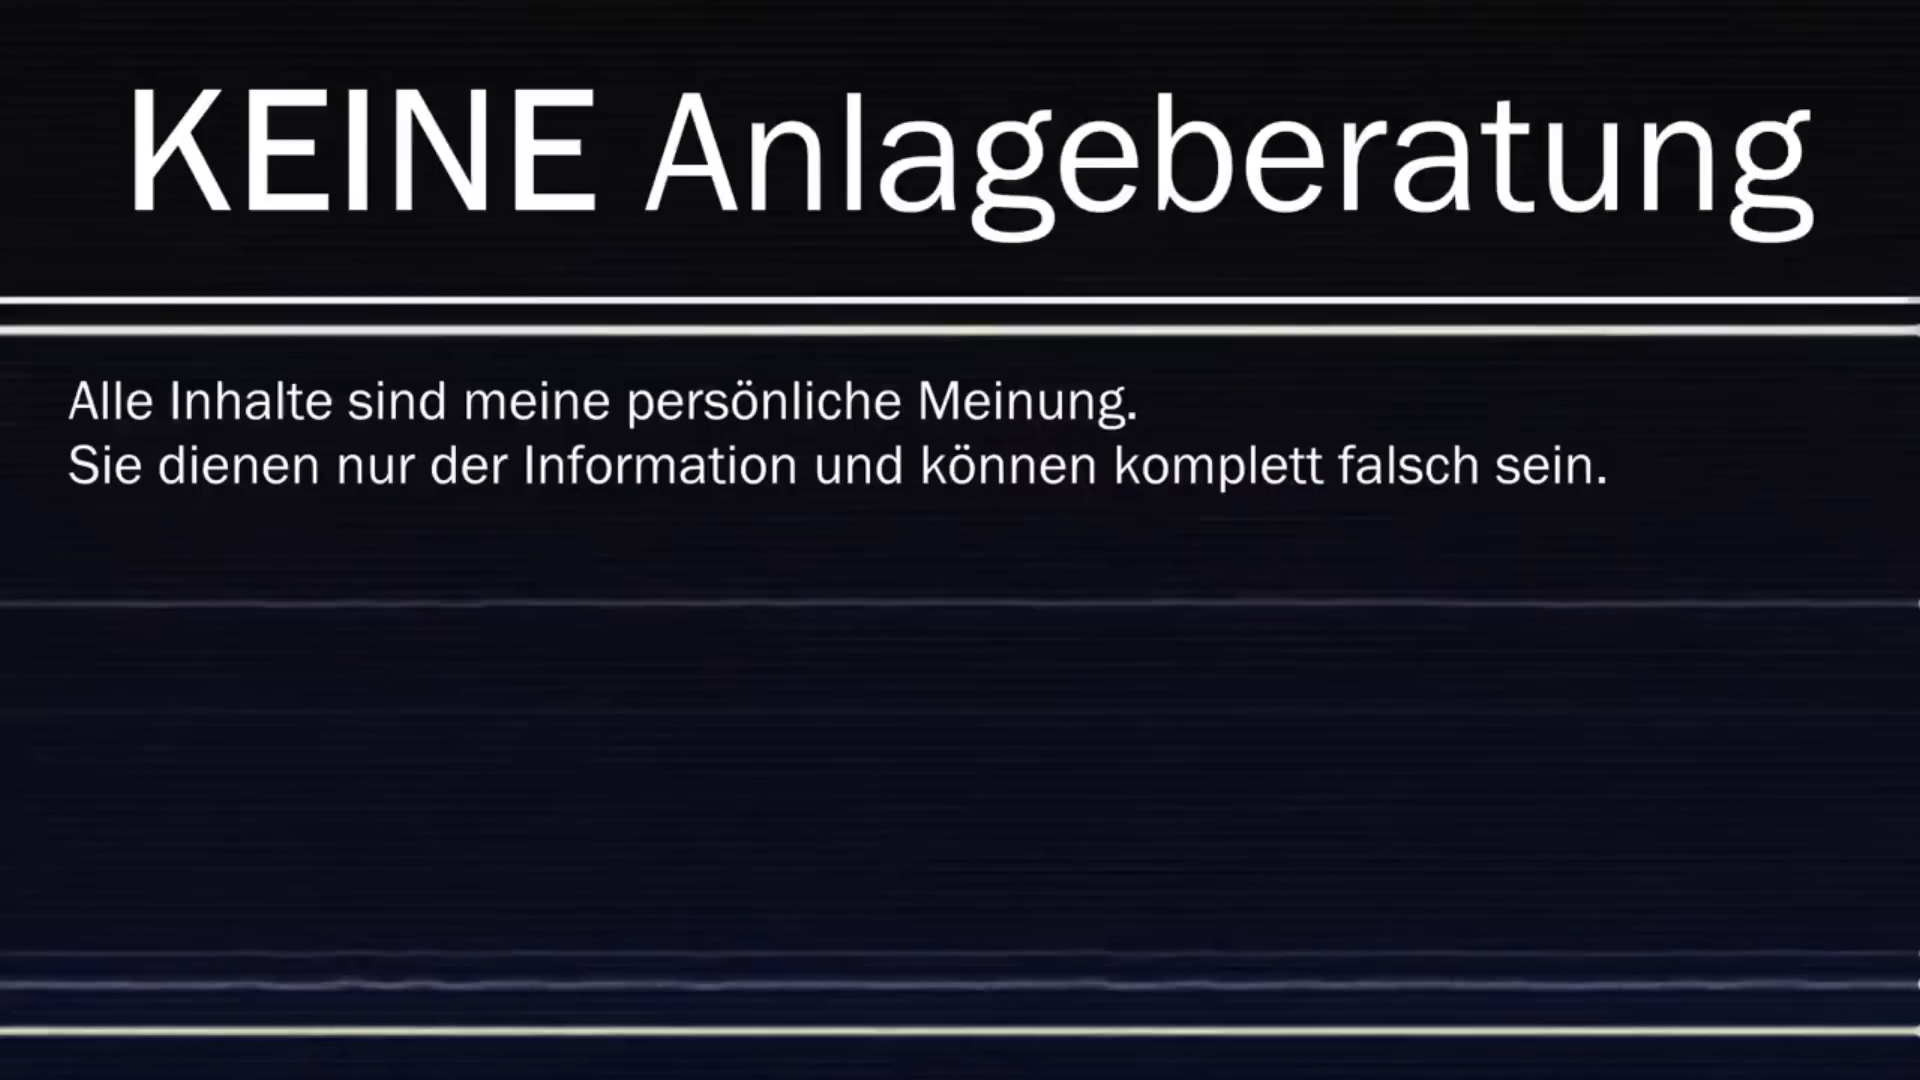 KEINE Anlageberatung
Alle Inhalte sind meine persönliche Meinung.
Sie dienen nur der Information und können komplett falsch sein.